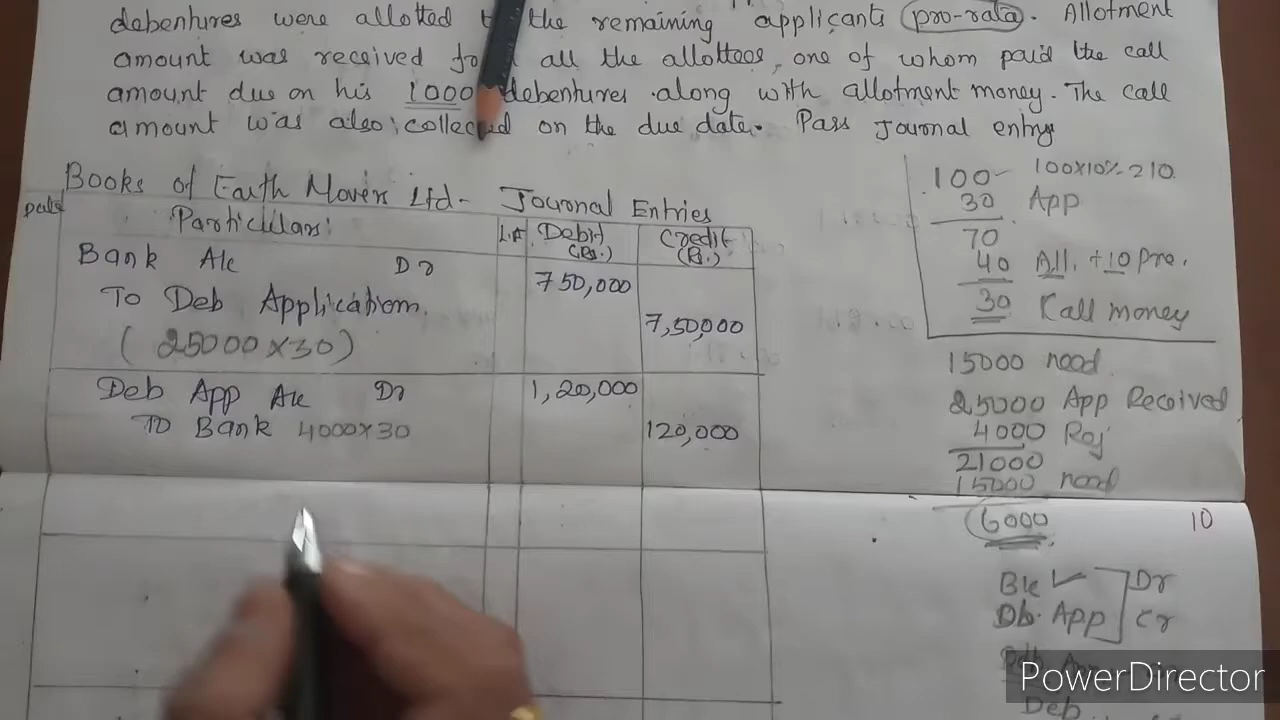 debentures were allotted the remaining applicants (pro-rata). Allotment
amount was received all the allottees, one of whom paid the call
amount due on his 1000 debentures along with allotment money. The call
amount was also collected on the due date. Pass Journal entry
Books of Earth Movers Ltd- Journal Entries
Date
Particulars:
L.F
Debit
(Rs.)
Credit
(Rs.)
Bank A/c Dr
750,000
To Deb Application
7,50,000
(25000×30)
Deb App A/c Dr
1,20,000
To Bank 4000×30
120,000
100- 100×10%=210
30 App
70
40 All. +10 pre.
30 Kall money
15000 need
25000 App Received
4000 Rej
21000
15000 need
6000
10
Db. App
Dr
Cr
Deb
PowerDirector